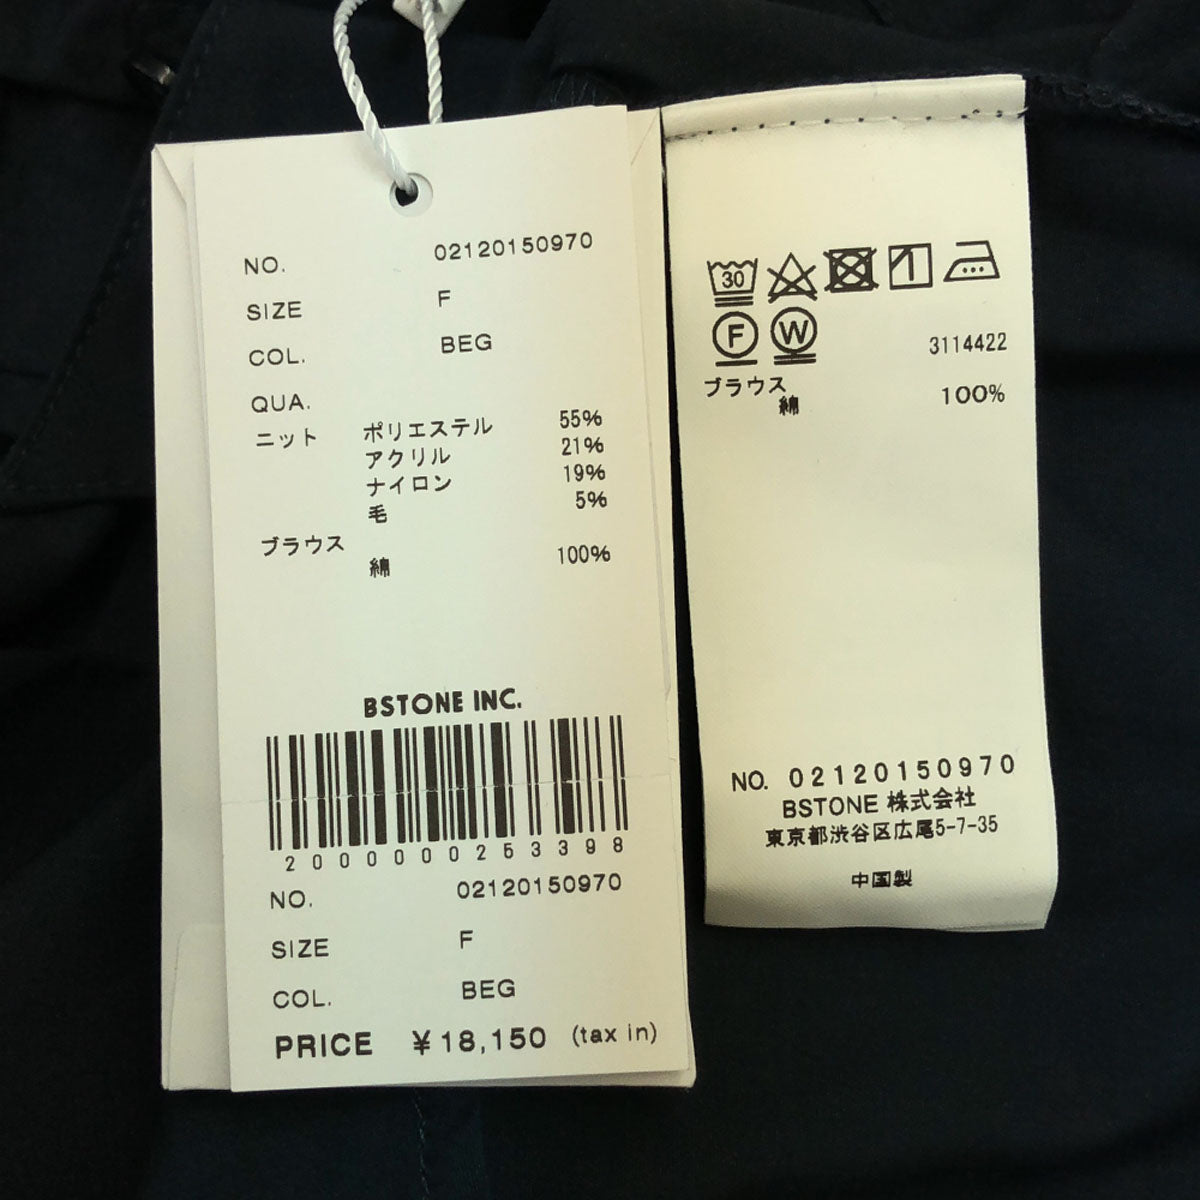 NO. 02120150970
SIZE F
COL. BEG
QUA.
ニット ポリエステル 55%
アクリル 21%
ナイロン 19%
毛 5%
ブラウス
綿 100%
BSTONE INC.
2000000253398
NO. 02120150970
SIZE F
COL. BEG
PRICE ¥18,150 (tax in)
30
F W
3114422
ブラウス
綿 100%
NO. 02120150970
BSTONE 株式会社
東京都渋谷区広尾5-7-35
中国製